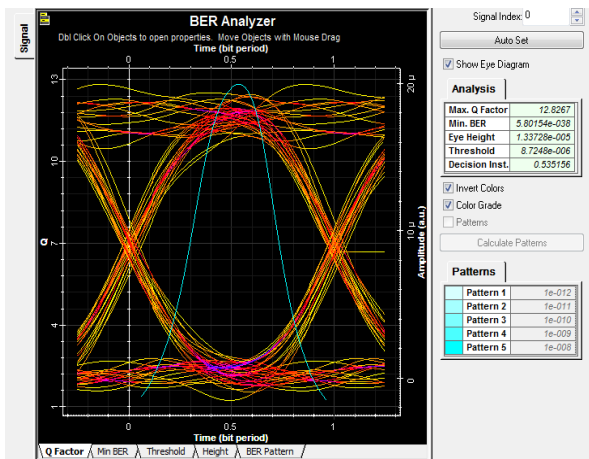 Signal
BER Analyzer
Dbl Click On Objects to open properties. Move Objects with Mouse Drag
Time (bit period)
0 0.5 1
13
10
Q 7
4
1
20 µ
10 µ
0
Amplitude (a.u.)
0 0.5 1
Time (bit period)
Q Factor Min BER Threshold Height BER Pattern
Signal Index: 0
Auto Set
Show Eye Diagram
Analysis
Max. Q Factor 12.8267
Min. BER 5.80154e-038
Eye Height 1.33728e-005
Threshold 8.7248e-006
Decision Inst. 0.535156
Invert Colors
Color Grade
Patterns
Calculate Patterns
Patterns
Pattern 1 1e-012
Pattern 2 1e-011
Pattern 3 1e-010
Pattern 4 1e-009
Pattern 5 1e-008